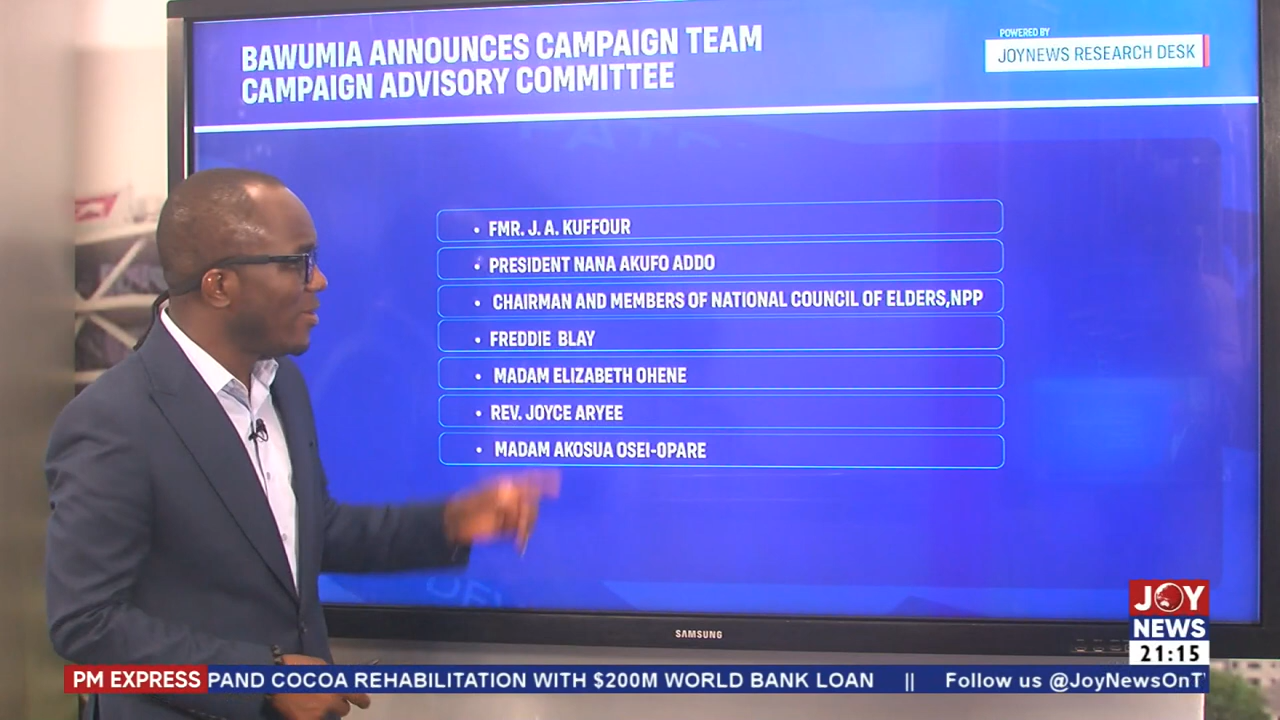 BAWUMIA ANNOUNCES CAMPAIGN TEAM
CAMPAIGN ADVISORY COMMITTEE
POWERED BY
JOYNEWS RESEARCH DESK
• FMR. J. A. KUFFOUR
• PRESIDENT NANA AKUFO ADDO
• CHAIRMAN AND MEMBERS OF NATIONAL COUNCIL OF ELDERS,NPP
• FREDDIE BLAY
• MADAM ELIZABETH OHENE
• REV. JOYCE ARYEE
• MADAM AKOSUA OSEI-OPARE
SAMSUNG
JOY
NEWS
21:15
PM EXPRESS PAND COCOA REHABILITATION WITH $200M WORLD BANK LOAN || Follow us @JoyNewsOnT